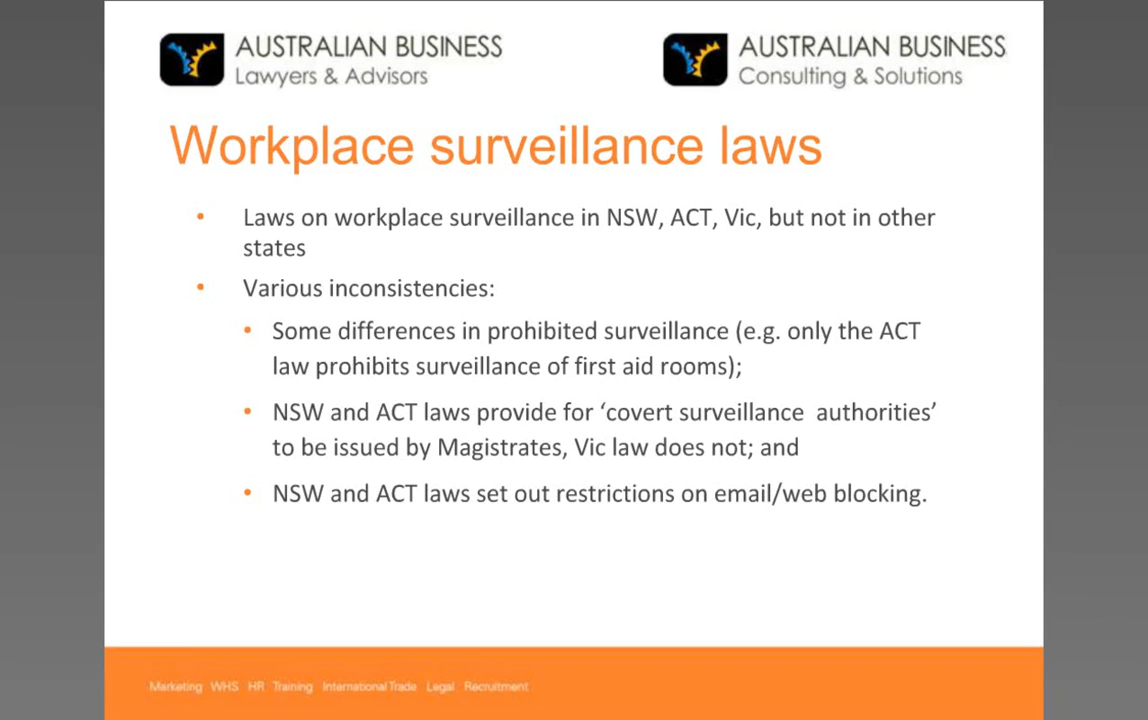 AUSTRALIAN BUSINESS
Lawyers & Advisors
AUSTRALIAN BUSINESS
Consulting & Solutions
Workplace surveillance laws
• Laws on workplace surveillance in NSW, ACT, Vic, but not in other
states
• Various inconsistencies:
• Some differences in prohibited surveillance (e.g. only the ACT
law prohibits surveillance of first aid rooms);
• NSW and ACT laws provide for ‘covert surveillance authorities’
to be issued by Magistrates, Vic law does not; and
• NSW and ACT laws set out restrictions on email/web blocking.
Marketing WHS HR Training International Trade Legal Recruitment